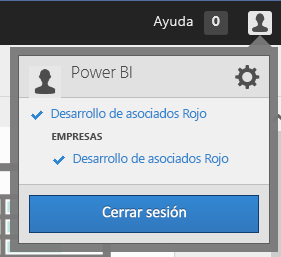 Ayuda 0
Power BI
Desarrollo de asociados Rojo
EMPRESAS
Desarrollo de asociados Rojo
Cerrar sesión